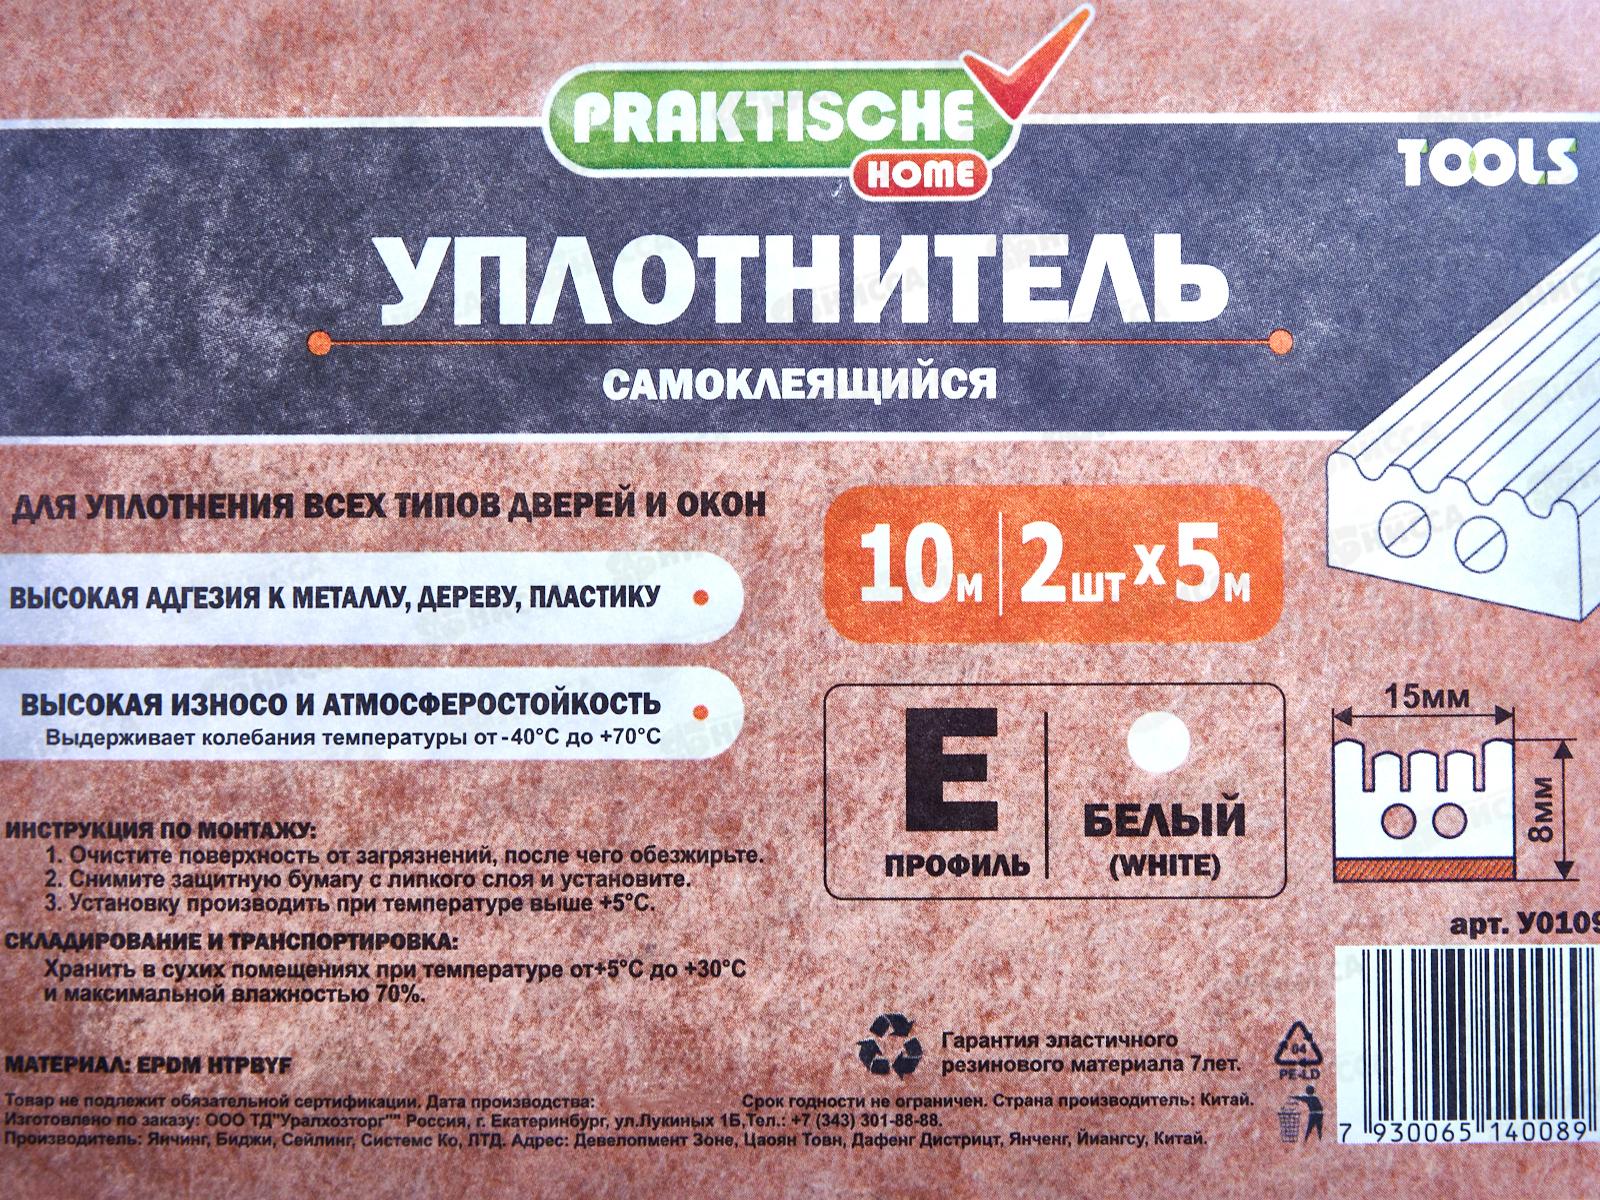 PRAKTISCHE
HOME
TOOLS
УПЛОТНИТЕЛЬ
САМОКЛЕЯЩИЙСЯ
ДЛЯ УПЛОТНЕНИЯ ВСЕХ ТИПОВ ДВЕРЕЙ И ОКОН
ВЫСОКАЯ АДГЕЗИЯ К МЕТАЛЛУ, ДЕРЕВУ, ПЛАСТИКУ
ВЫСОКАЯ ИЗНОСО И АТМОСФЕРОСТОЙКОСТЬ
Выдерживает колебания температуры от -40°С до +70°С
10м 2шт x 5м
Е
ПРОФИЛЬ
БЕЛЫЙ
(WHITE)
15мм
8мм
ИНСТРУКЦИЯ ПО МОНТАЖУ:
1. Очистите поверхность от загрязнений, после чего обезжирьте.
2. Снимите защитную бумагу с липкого слоя и установите.
3. Установку производить при температуре выше +5°С.
СКЛАДИРОВАНИЕ И ТРАНСПОРТИРОВКА:
Хранить в сухих помещениях при температуре от+5°С до +30°С
и максимальной влажностью 70%.
МАТЕРИАЛ: EPDM HTPBYF
Гарантия эластичного
резинового материала 7лет.
04
PE-LD
арт. У0109
7 930065 140089
Товар не подлежит обязательной сертификации. Дата производства: Срок годности не ограничен. Страна производитель: Китай.
Изготовлено по заказу: ООО ТД"Уралхозторг"" Россия, г. Екатеринбург, ул.Лукиных 1Б,Тел.: +7 (343) 301-88-88.
Производитель: Янчинг, Биджи, Сейлинг, Системс Ко, ЛТД. Адрес: Девелопмент Зоне, Цаоян Товн, Дафенг Дистрицт, Янченг, Йиангсу, Китай.